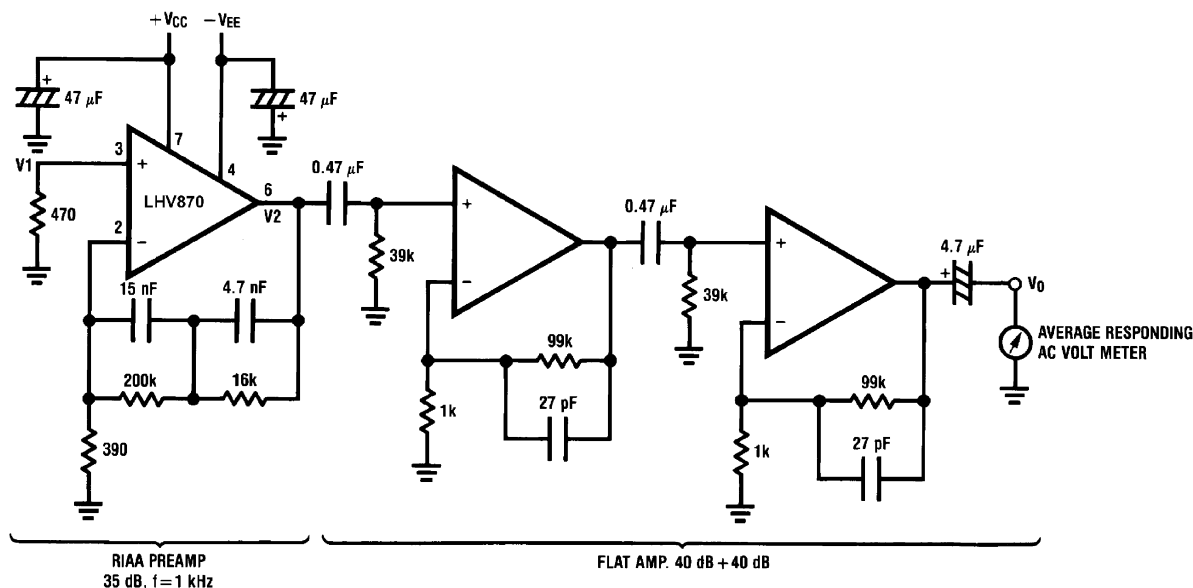 +VCC
-VEE
+
47 μF
47 μF
+
7
3
+
4
V1
LHV870
6
V2
470
2
-
0.47 μF
39k
15 nF
4.7 nF
200k
16k
390
+
-
99k
27 pF
1k
0.47 μF
39k
+
-
99k
27 pF
1k
4.7 μF
+
V0
AVERAGE RESPONDING
AC VOLT METER
RIAA PREAMP
35 dB, f=1 kHz
FLAT AMP. 40 dB+40 dB